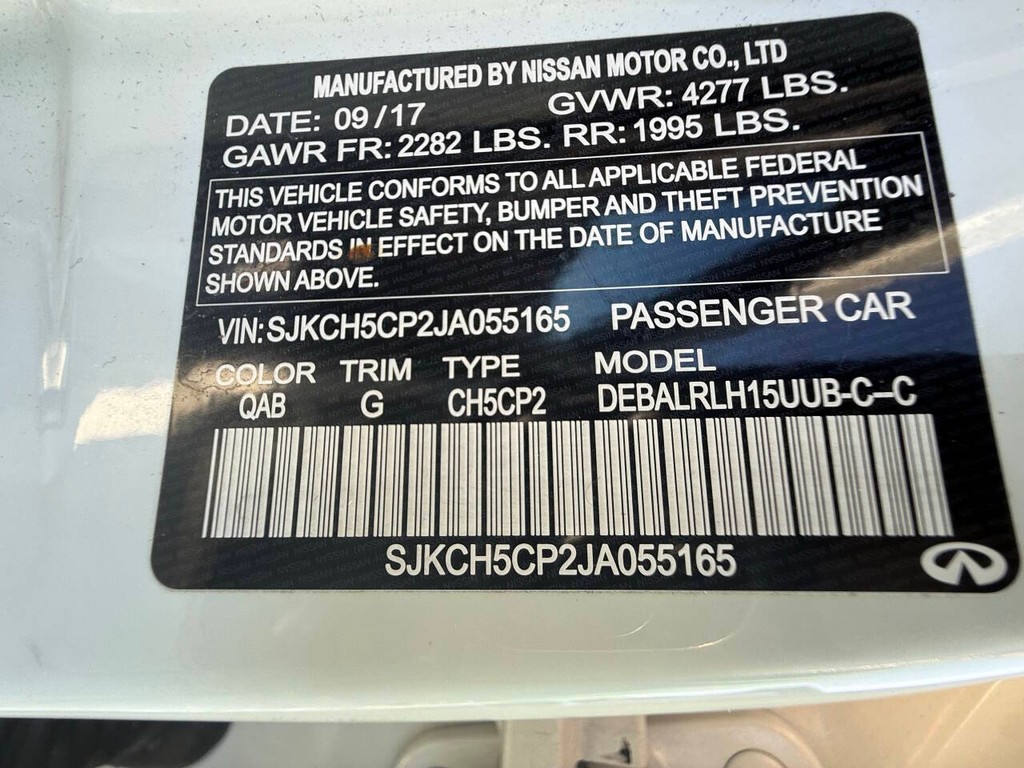 MANUFACTURED BY NISSAN MOTOR CO., LTD
DATE: 09/17 GVWR: 4277 LBS.
GAWR FR: 2282 LBS. RR: 1995 LBS.
THIS VEHICLE CONFORMS TO ALL APPLICABLE FEDERAL
MOTOR VEHICLE SAFETY, BUMPER AND THEFT PREVENTION
STANDARDS IN EFFECT ON THE DATE OF MANUFACTURE
SHOWN ABOVE.
VIN: SJKCH5CP2JA055165 PASSENGER CAR
COLOR TRIM TYPE MODEL
QAB G CH5CP2 DEBALRLH15UUB-C–C
SJKCH5CP2JA055165